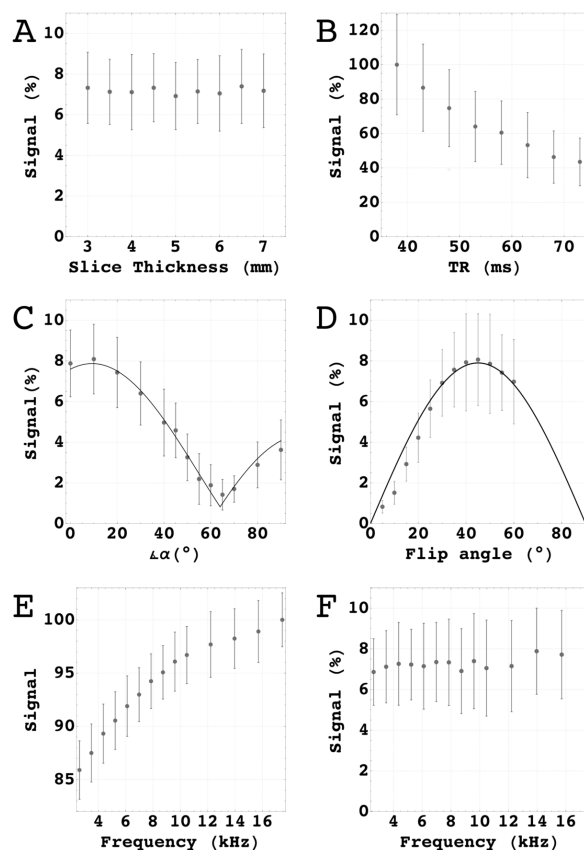 A
Signal (%)
10
8
6
4
2
0
3 4 5 6 7
Slice Thickness (mm)
B
Signal (%)
120
100
80
60
40
20
0
40 50 60 70
TR (ms)
C
Signal(%)
10
8
6
4
2
0
0 20 40 60 80
∠α(°)
D
Signal(%)
10
8
6
4
2
0
0 20 40 60 80
Flip angle (°)
E
Signal
100
95
90
85
4 6 8 10 12 14 16
Frequency (kHz)
F
Signal (%)
10
8
6
4
2
0
4 6 8 10 12 14 16
Frequency (kHz)